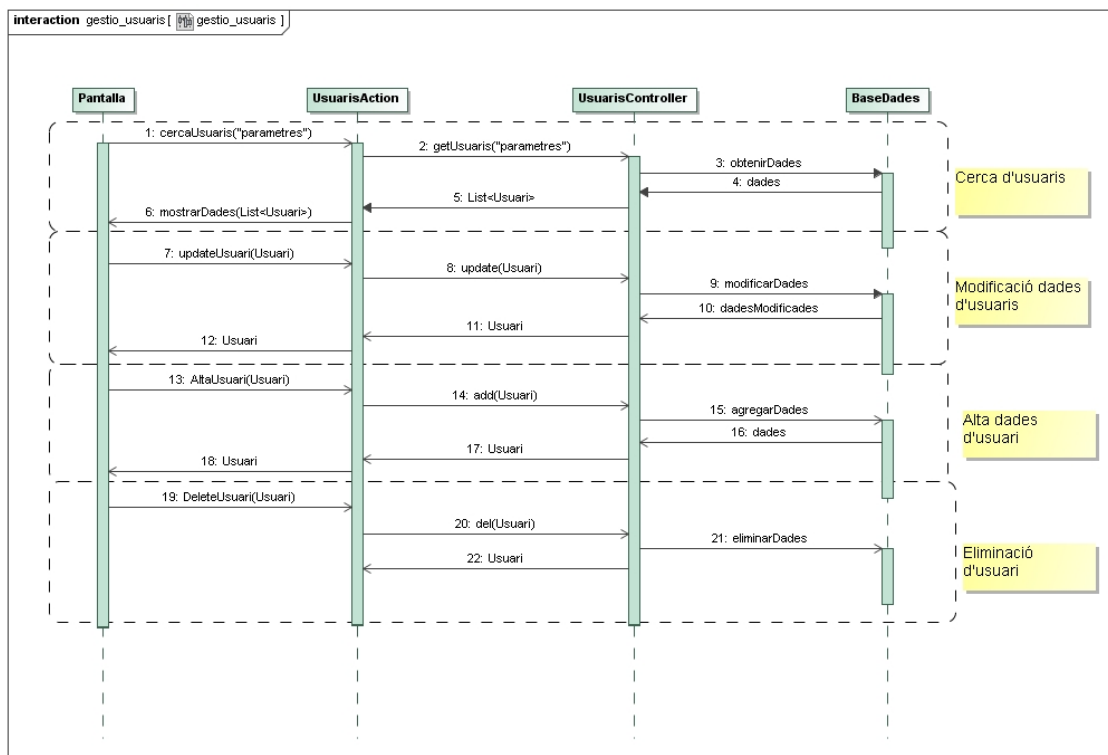 interaction gestio_usuaris [ gestio_usuaris ]
Pantalla
UsuarisAction
UsuarisController
BaseDades
1: cercaUsuaris("parametres")
2: getUsuaris("parametres")
3: obtenirDades
4: dades
5: List<Usuari>
6: mostrarDades(List<Usuari>)
Cerca d'usuaris
7: updateUsuari(Usuari)
8: update(Usuari)
9: modificarDades
10: dadesModificades
11: Usuari
12: Usuari
Modificació dades
d'usuaris
13: AltaUsuari(Usuari)
14: add(Usuari)
15: agregarDades
16: dades
17: Usuari
18: Usuari
Alta dades
d'usuari
19: DeleteUsuari(Usuari)
20: del(Usuari)
21: eliminarDades
22: Usuari
Eliminació
d'usuari